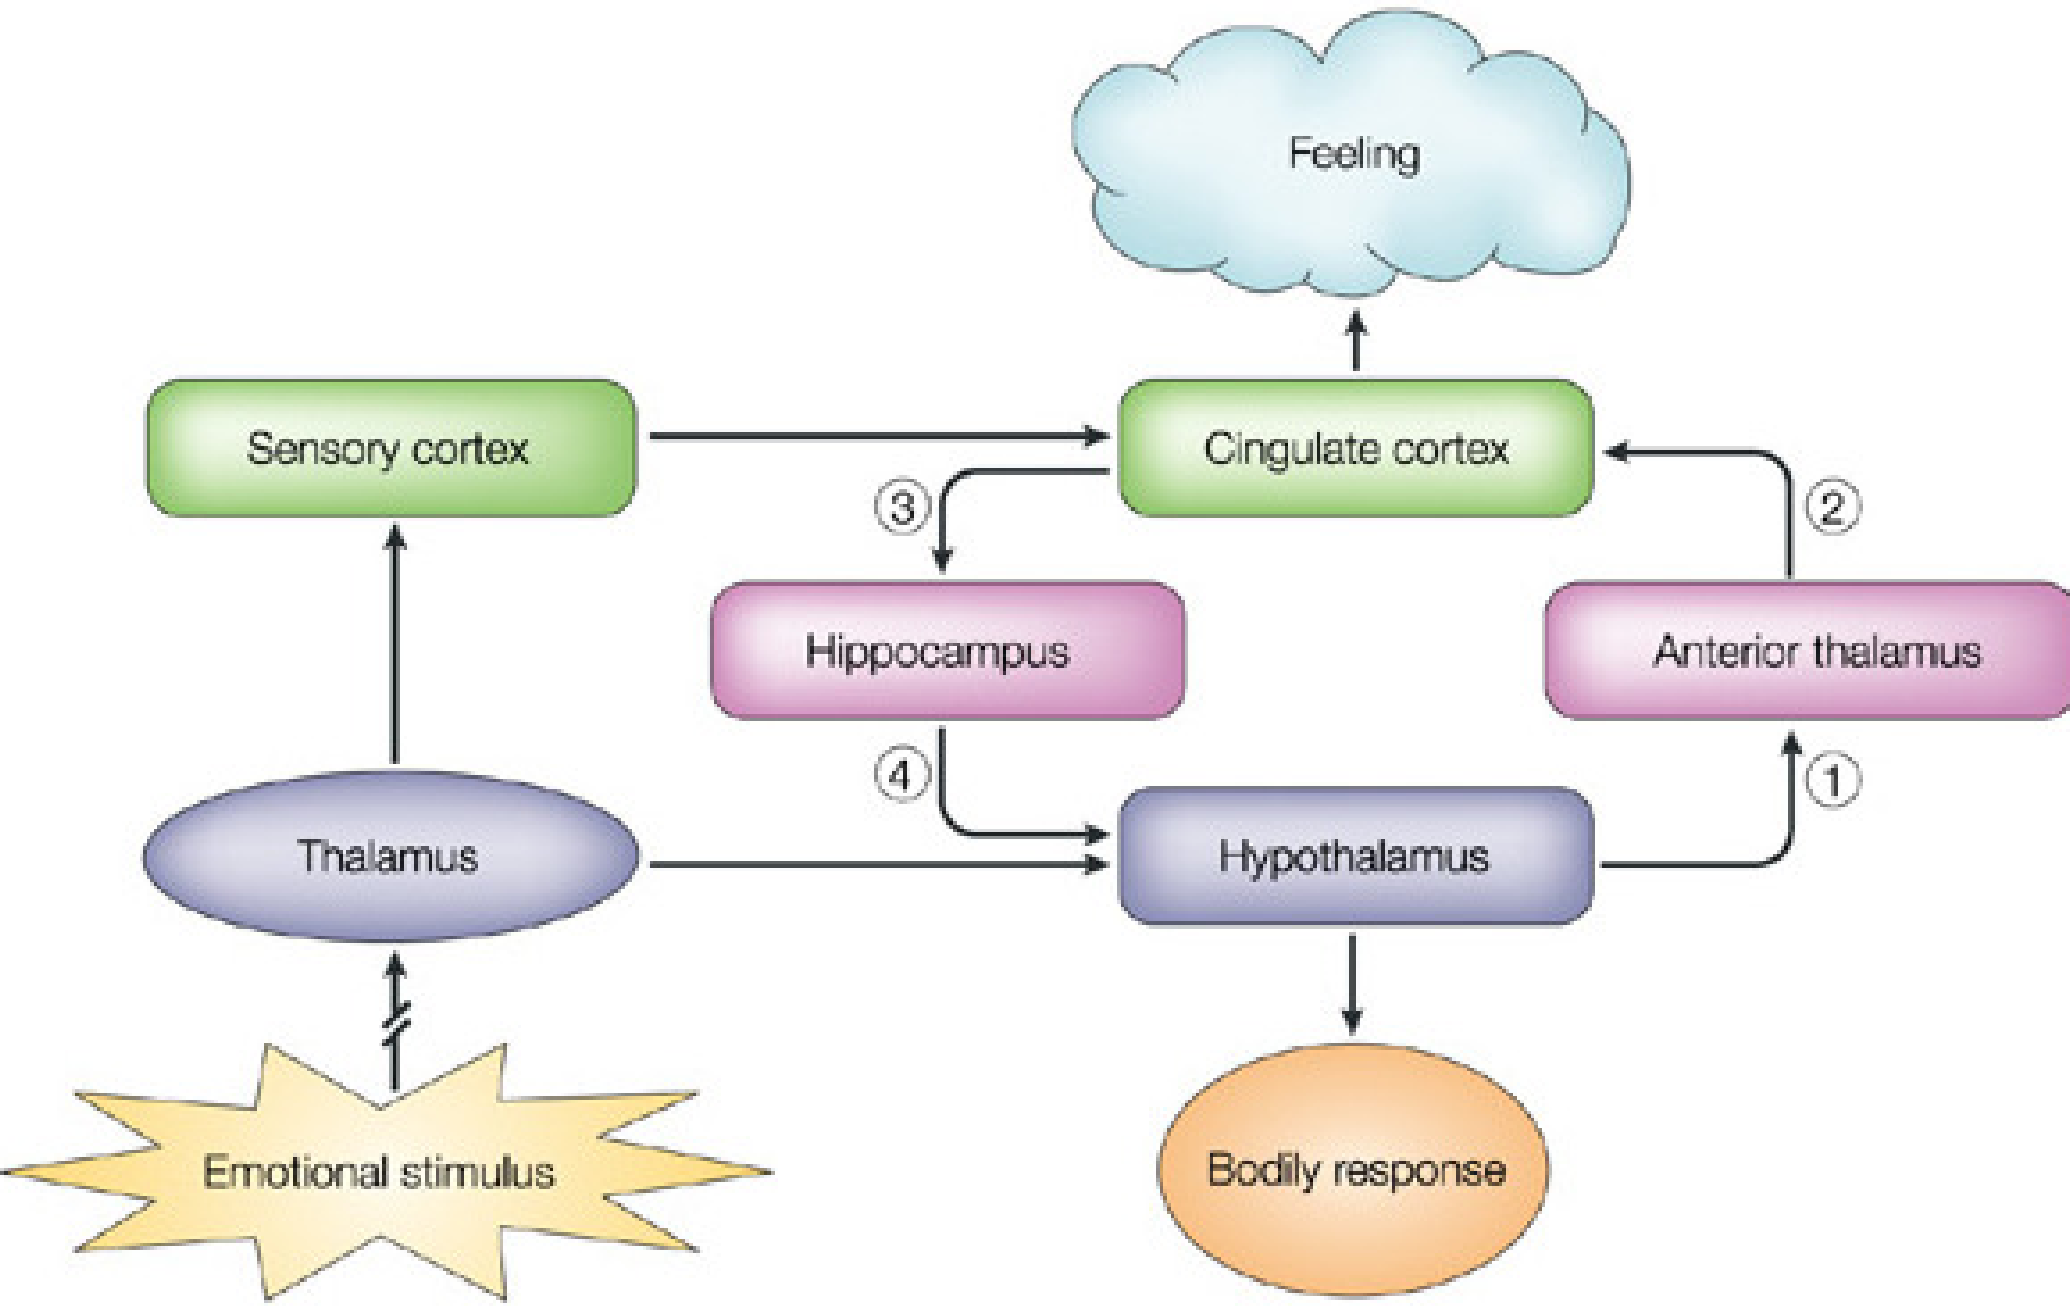 Feeling
Sensory cortex
Cingulate cortex
③
②
Hippocampus
Anterior thalamus
④
①
Thalamus
Hypothalamus
Emotional stimulus
Bodily response